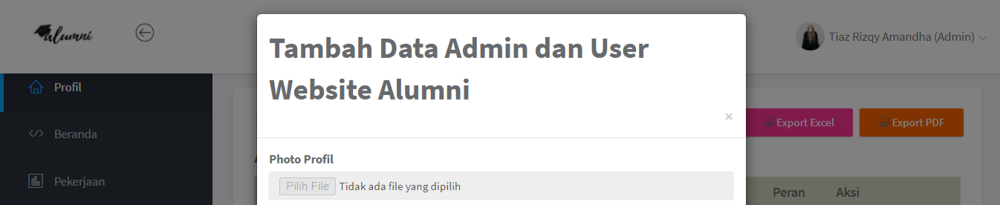 alumni
Tiaz Rizqy Amandha (Admin)
Tambah Data Admin dan User
Website Alumni
×
Profil
Export Excel
Export PDF
Beranda
Photo Profil
Pekerjaan
Pilih File Tidak ada file yang dipilih
Peran Aksi